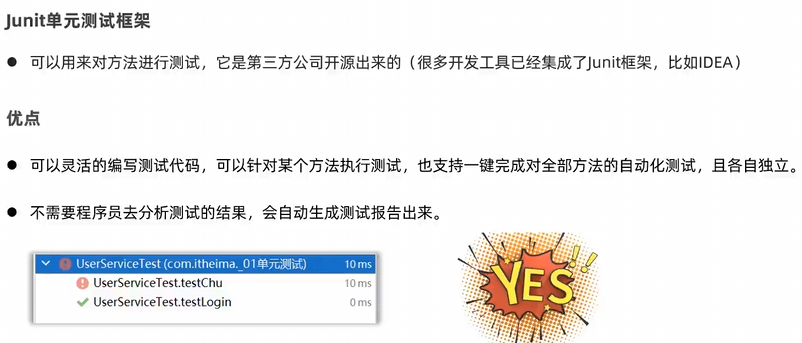 Junit单元测试框架
● 可以用来对方法进行测试，它是第三方公司开源出来的（很多开发工具已经集成了Junit框架，比如IDEA）
优点
● 可以灵活的编写测试代码，可以针对某个方法执行测试，也支持一键完成对全部方法的自动化测试，且各自独立。
● 不需要程序员去分析测试的结果，会自动生成测试报告出来。
UserServiceTest (com.itheima._01单元测试) 10 ms
UserServiceTest.testChu 10 ms
UserServiceTest.testLogin 0 ms
YES!!